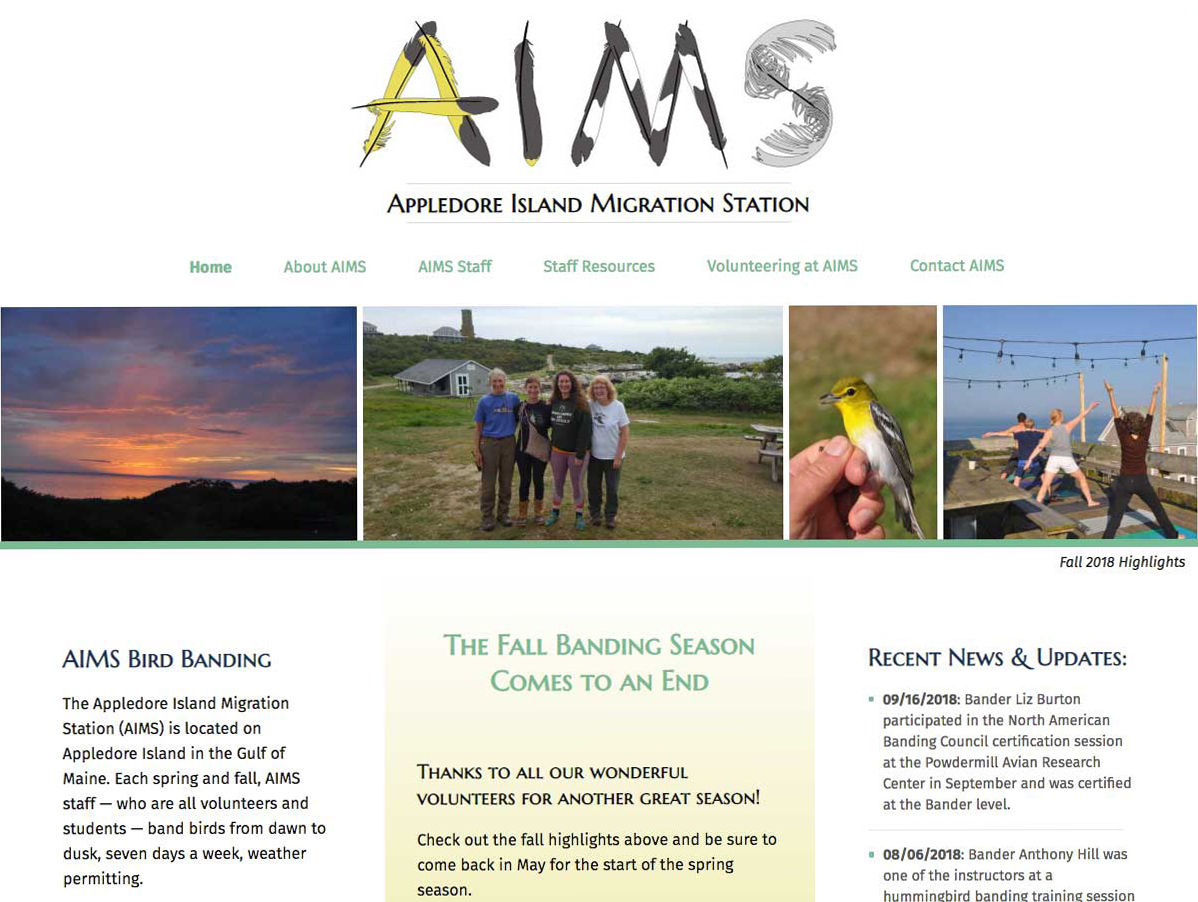 AIMS
Appledore Island Migration Station
Home About AIMS AIMS Staff Staff Resources Volunteering at AIMS Contact AIMS
Fall 2018 Highlights
AIMS Bird Banding
The Appledore Island Migration
Station (AIMS) is located on
Appledore Island in the Gulf of
Maine. Each spring and fall, AIMS
staff — who are all volunteers and
students — band birds from dawn to
dusk, seven days a week, weather
permitting.
The Fall Banding Season
Comes to an End
Thanks to all our wonderful
volunteers for another great season!
Check out the fall highlights above and be sure to
come back in May for the start of the spring
season.
Recent News & Updates:
09/16/2018: Bander Liz Burton
participated in the North American
Banding Council certification session
at the Powdermill Avian Research
Center in September and was certified
at the Bander level.
08/06/2018: Bander Anthony Hill was
one of the instructors at a
hummingbird banding training session